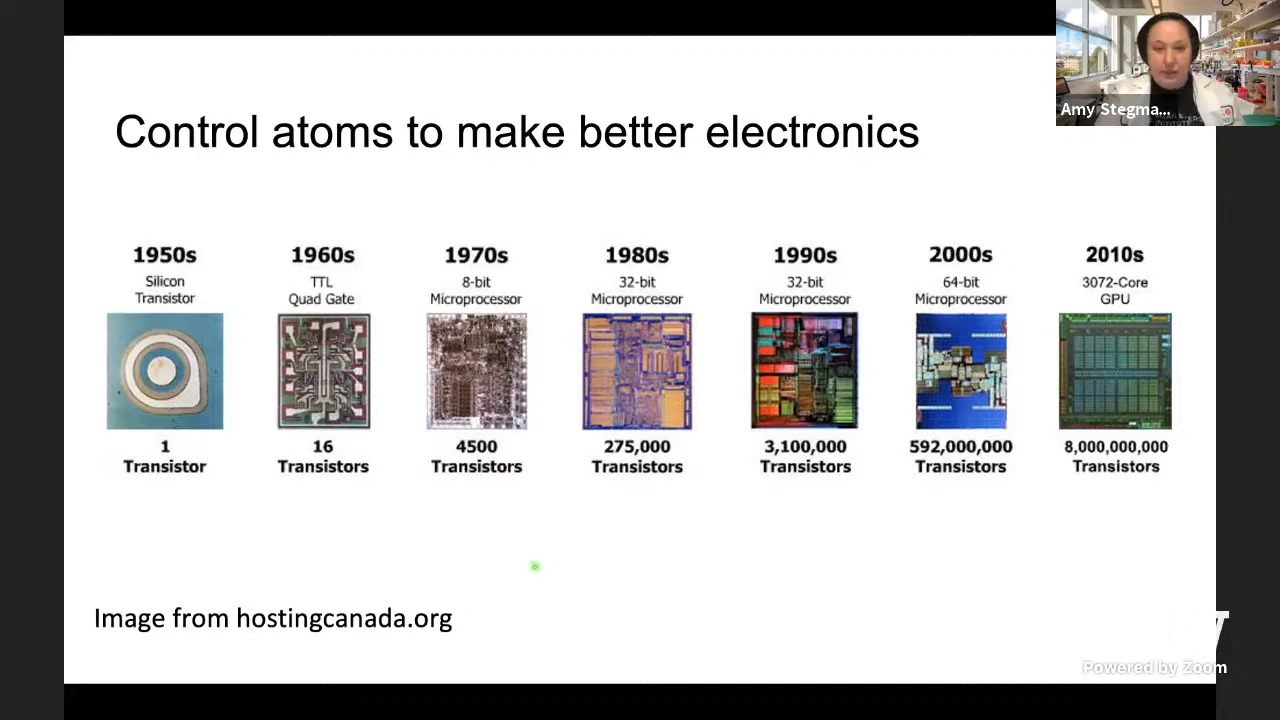 Amy Stegma...
Control atoms to make better electronics
1950s
Silicon
Transistor
1
Transistor
1960s
TTL
Quad Gate
16
Transistors
1970s
8-bit
Microprocessor
4500
Transistors
1980s
32-bit
Microprocessor
275,000
Transistors
1990s
32-bit
Microprocessor
3,100,000
Transistors
2000s
64-bit
Microprocessor
592,000,000
Transistors
2010s
3072-Core
GPU
8,000,000,000
Transistors
Image from hostingcanada.org
Powered by Zoom